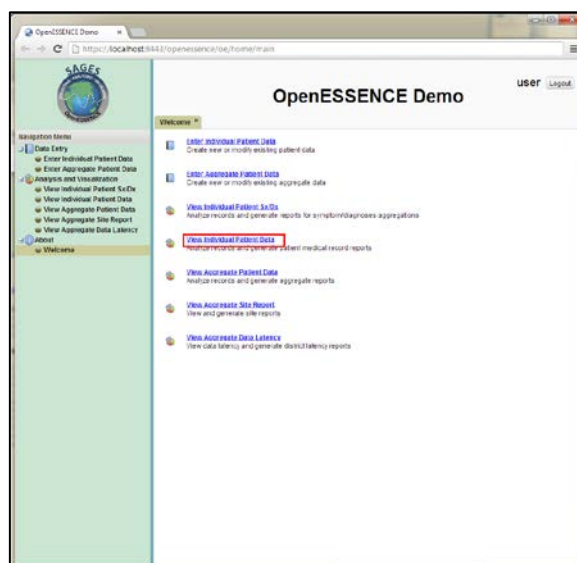 OpenESSENCE Demo
https://localhost:8443/openessence/oe/home/main
SAGES
OpenESSENCE
OpenESSENCE Demo
user Logout
Welcome
Navigation Menu
Data Entry
Enter Individual Patient Data
Enter Aggregate Patient Data
Analysis and Visualization
View Individual Patient Sx/Dx
View Individual Patient Data
View Aggregate Patient Data
View Aggregate Site Report
View Aggregate Data Latency
About
Welcome
Enter Individual Patient Data
Create new or modify existing patient data
Enter Aggregate Patient Data
Create new or modify existing aggregate data
View Individual Patient Sx/Dx
Analyze records and generate reports for symptom/diagnoses aggregations
View Individual Patient Data
Analyze records and generate patient medical record reports
View Aggregate Patient Data
Analyze records and generate aggregate reports
View Aggregate Site Report
View and generate site reports
View Aggregate Data Latency
View data latency and generate district/latency reports